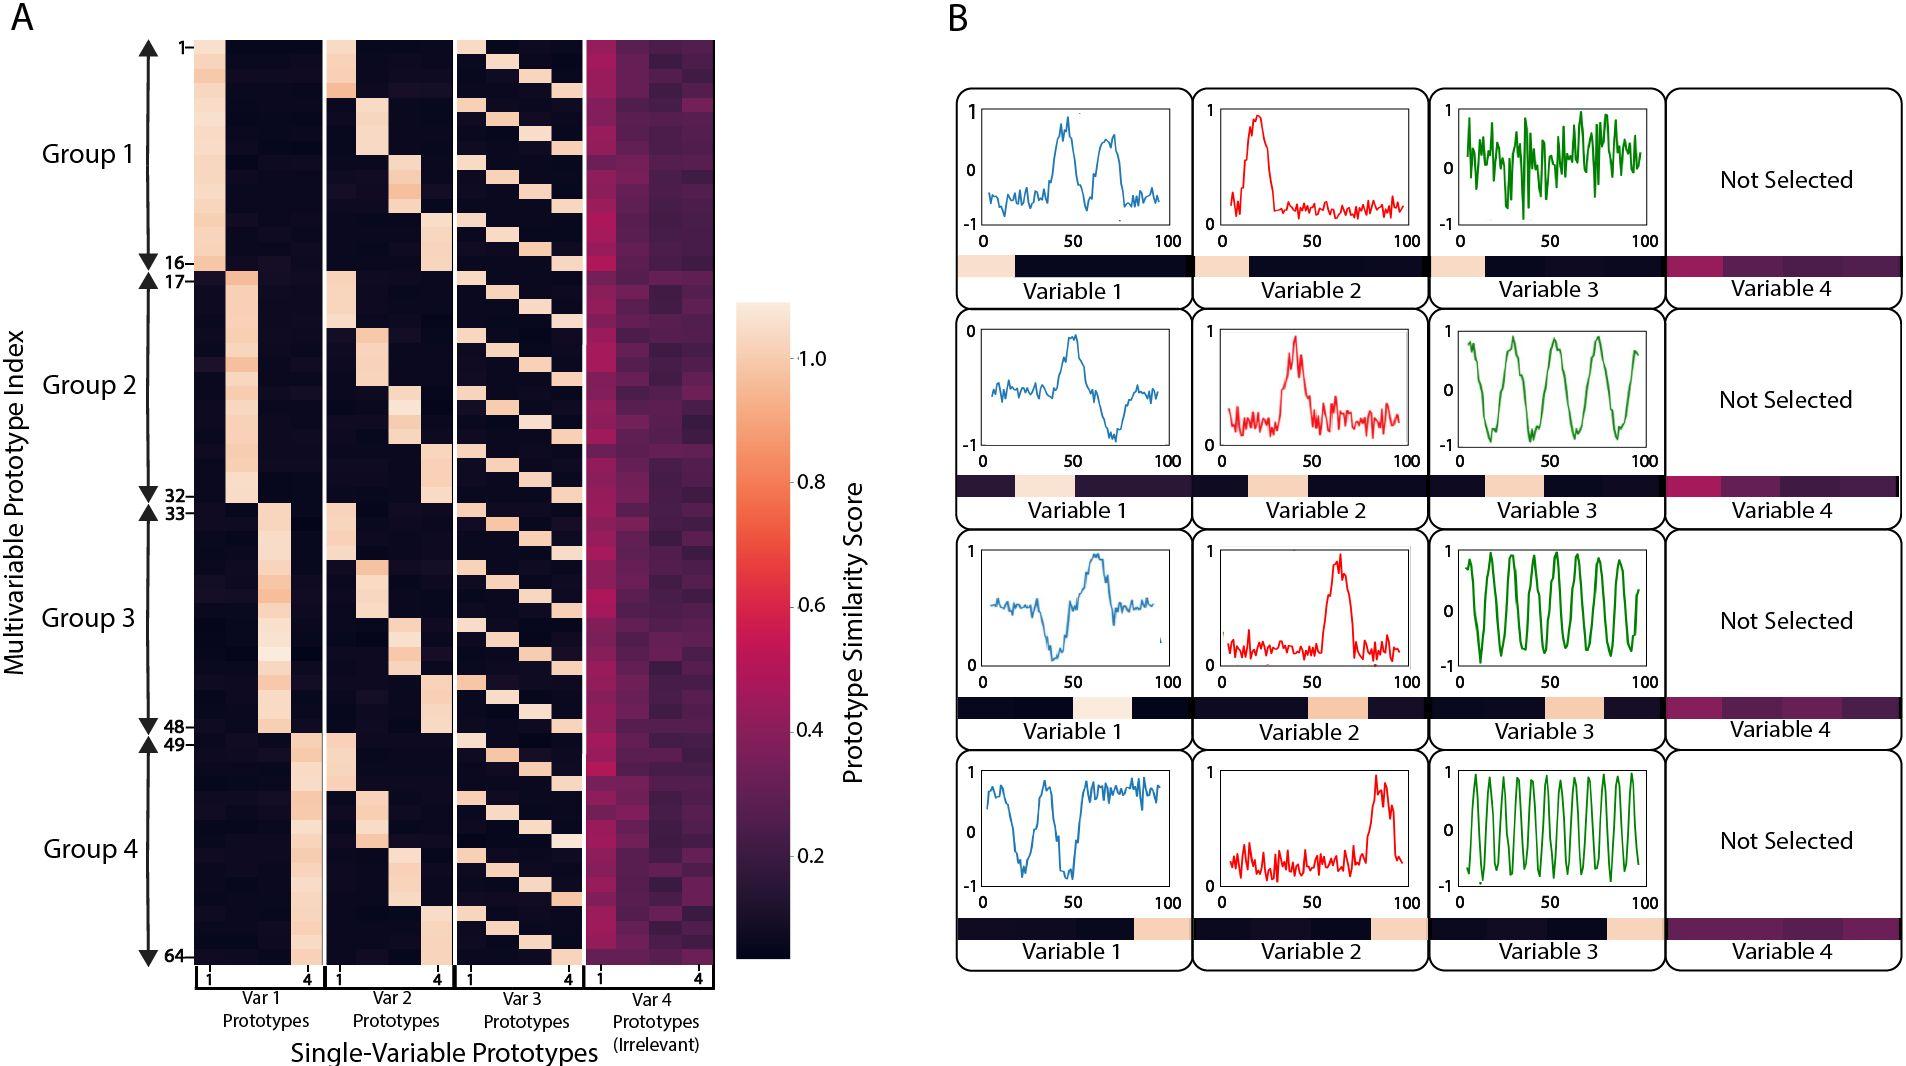 A
B
1
Group 1
16
17
Group 2
32
33
Group 3
48
49
Group 4
64
Multivariable Prototype Index
1 4 1 4 1 4 1 4
Var 1 Prototypes
Var 2 Prototypes
Var 3 Prototypes
Var 4 Prototypes (Irrelevant)
Single-Variable Prototypes
1.0
0.8
0.6
0.4
0.2
Prototype Similarity Score
1 0 -1 0 50 100
1 0 0 50 100
1 0 -1 0 50 100
Not Selected
Variable 1 Variable 2 Variable 3 Variable 4
0 -1 0 50 100
1 0 0 50 100
1 0 -1 0 50 100
Not Selected
Variable 1 Variable 2 Variable 3 Variable 4
1 0 0 50 100
1 0 0 50 100
1 0 -1 0 50 100
Not Selected
Variable 1 Variable 2 Variable 3 Variable 4
1 0 -1 0 50 100
1 0 0 50 100
1 0 -1 0 50 100
Not Selected
Variable 1 Variable 2 Variable 3 Variable 4